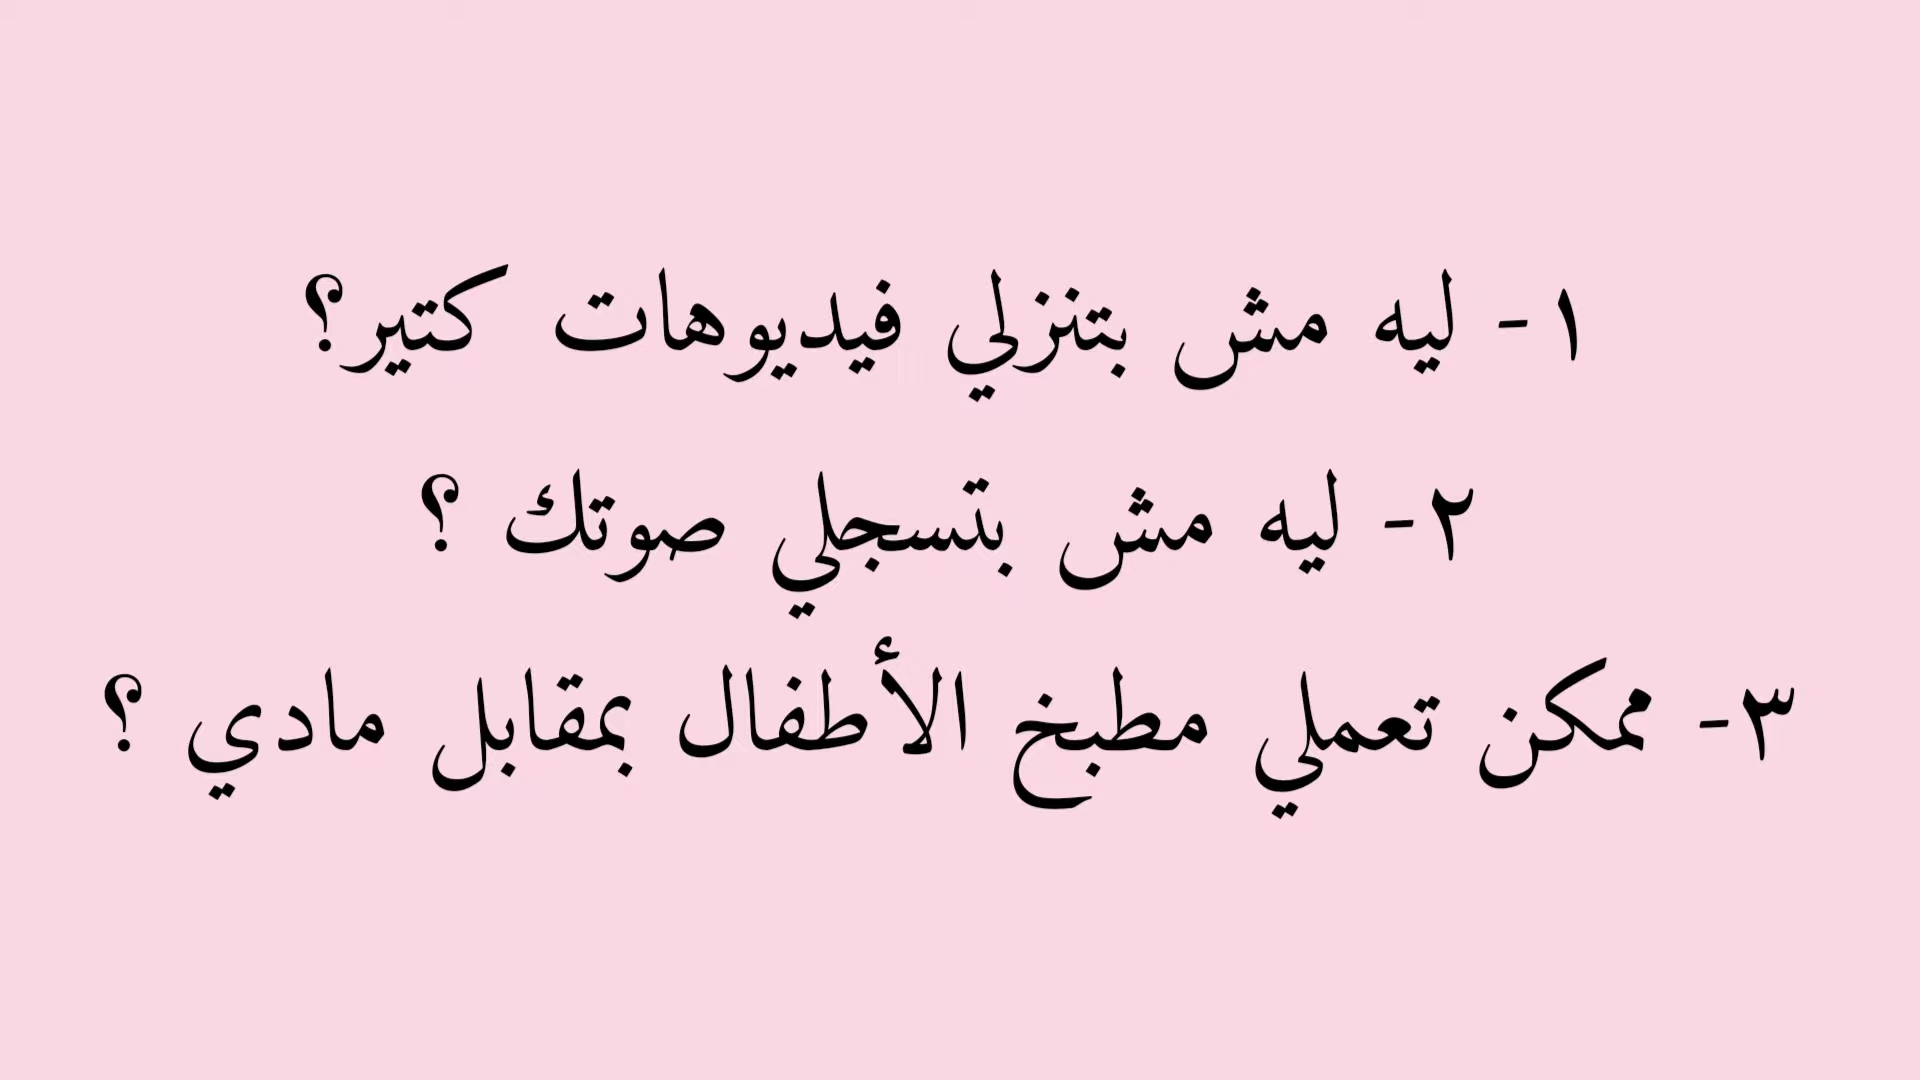 ١- ليه مش بتنزلي فيديوهات كتير؟
٢- ليه مش بتسجلي صوتك ؟
٣- ممكن تعملي مطبخ الأطفال بمقابل مادي ؟